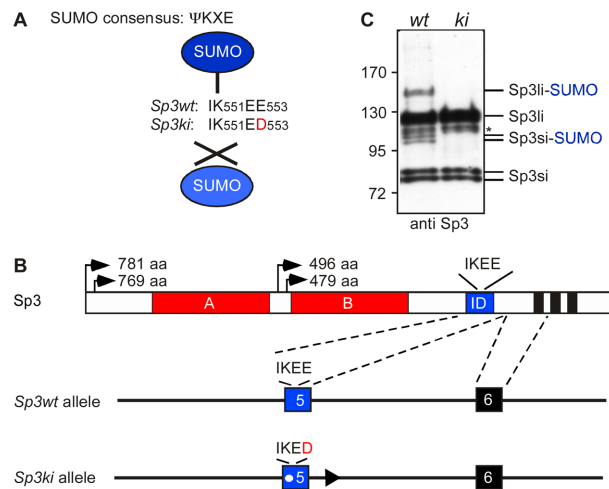 A
SUMO consensus: ΨKXE
SUMO
Sp3wt: IK551EE553
Sp3ki: IK551ED553
SUMO
C
wt ki
170
130
95
72
Sp3li-SUMO
Sp3li
*
Sp3si-SUMO
Sp3si
anti Sp3
B
781 aa
769 aa
496 aa
479 aa
IKEE
Sp3
A
B
ID
IKEE
Sp3wt allele
5
6
IKED
Sp3ki allele
5
6